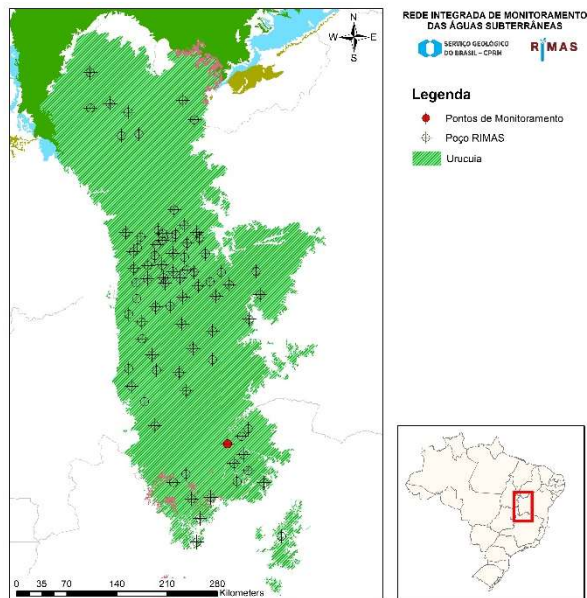 N
W E
S
REDE INTEGRADA DE MONITORAMENTO
DAS ÁGUAS SUBTERRÂNEAS
SERVIÇO GEOLÓGICO
DO BRASIL – CPRM
RIMAS
Legenda
Pontos de Monitoramento
Poço RIMAS
Urucuia
0 35 70 140 210 280
Kilometers